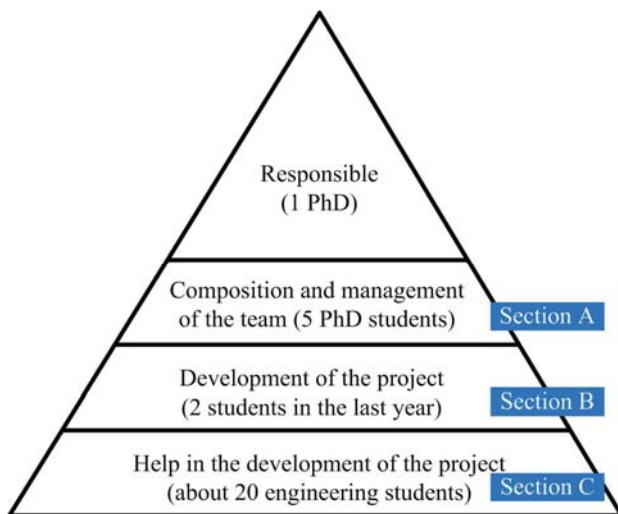 Responsible
(1 PhD)
Composition and management
of the team (5 PhD students)
Section A
Development of the project
(2 students in the last year)
Section B
Help in the development of the project
(about 20 engineering students)
Section C